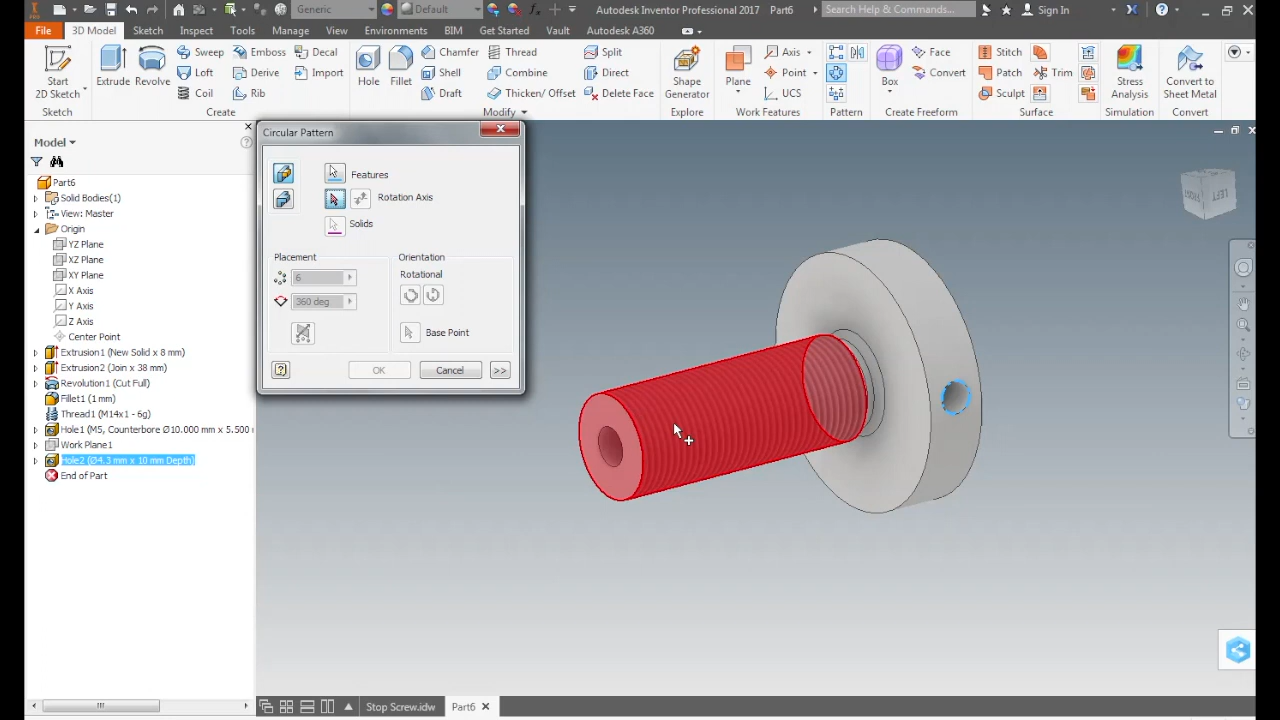 Generic
Default
Autodesk Inventor Professional 2017 Part6
Search Help & Commands...
Sign In
File 3D Model Sketch Inspect Tools Manage View Environments BIM Get Started Vault Autodesk A360
Start 2D Sketch
Extrude
Revolve
Sweep
Loft
Coil
Emboss
Derive
Rib
Decal
Import
Hole
Fillet
Chamfer
Shell
Draft
Thread
Combine
Thicken/ Offset
Split
Direct
Delete Face
Shape Generator
Plane
Axis
Point
UCS
Box
Face
Convert
Stitch
Patch
Sculpt
Trim
Stress Analysis
Convert to Sheet Metal
Sketch Create Modify Explore Work Features Pattern Create Freeform Surface Simulation Convert
Model
Part6
Solid Bodies(1)
View: Master
Origin
YZ Plane
XZ Plane
XY Plane
X Axis
Y Axis
Z Axis
Center Point
Extrusion1 (New Solid x 8 mm)
Extrusion2 (Join x 38 mm)
Revolution1 (Cut Full)
Fillet1 (1 mm)
Thread1 (M14x1 - 6g)
Hole1 (M5, Counterbore Ø10.000 mm x 5.500
Work Plane1
Hole2 (Ø4.3 mm x 10 mm Depth)
End of Part
Circular Pattern
Features
Rotation Axis
Solids
Placement
6
360 deg
Orientation
Rotational
Base Point
OK
Cancel
>>
FRONT
LEFT
Stop Screw.idw
Part6